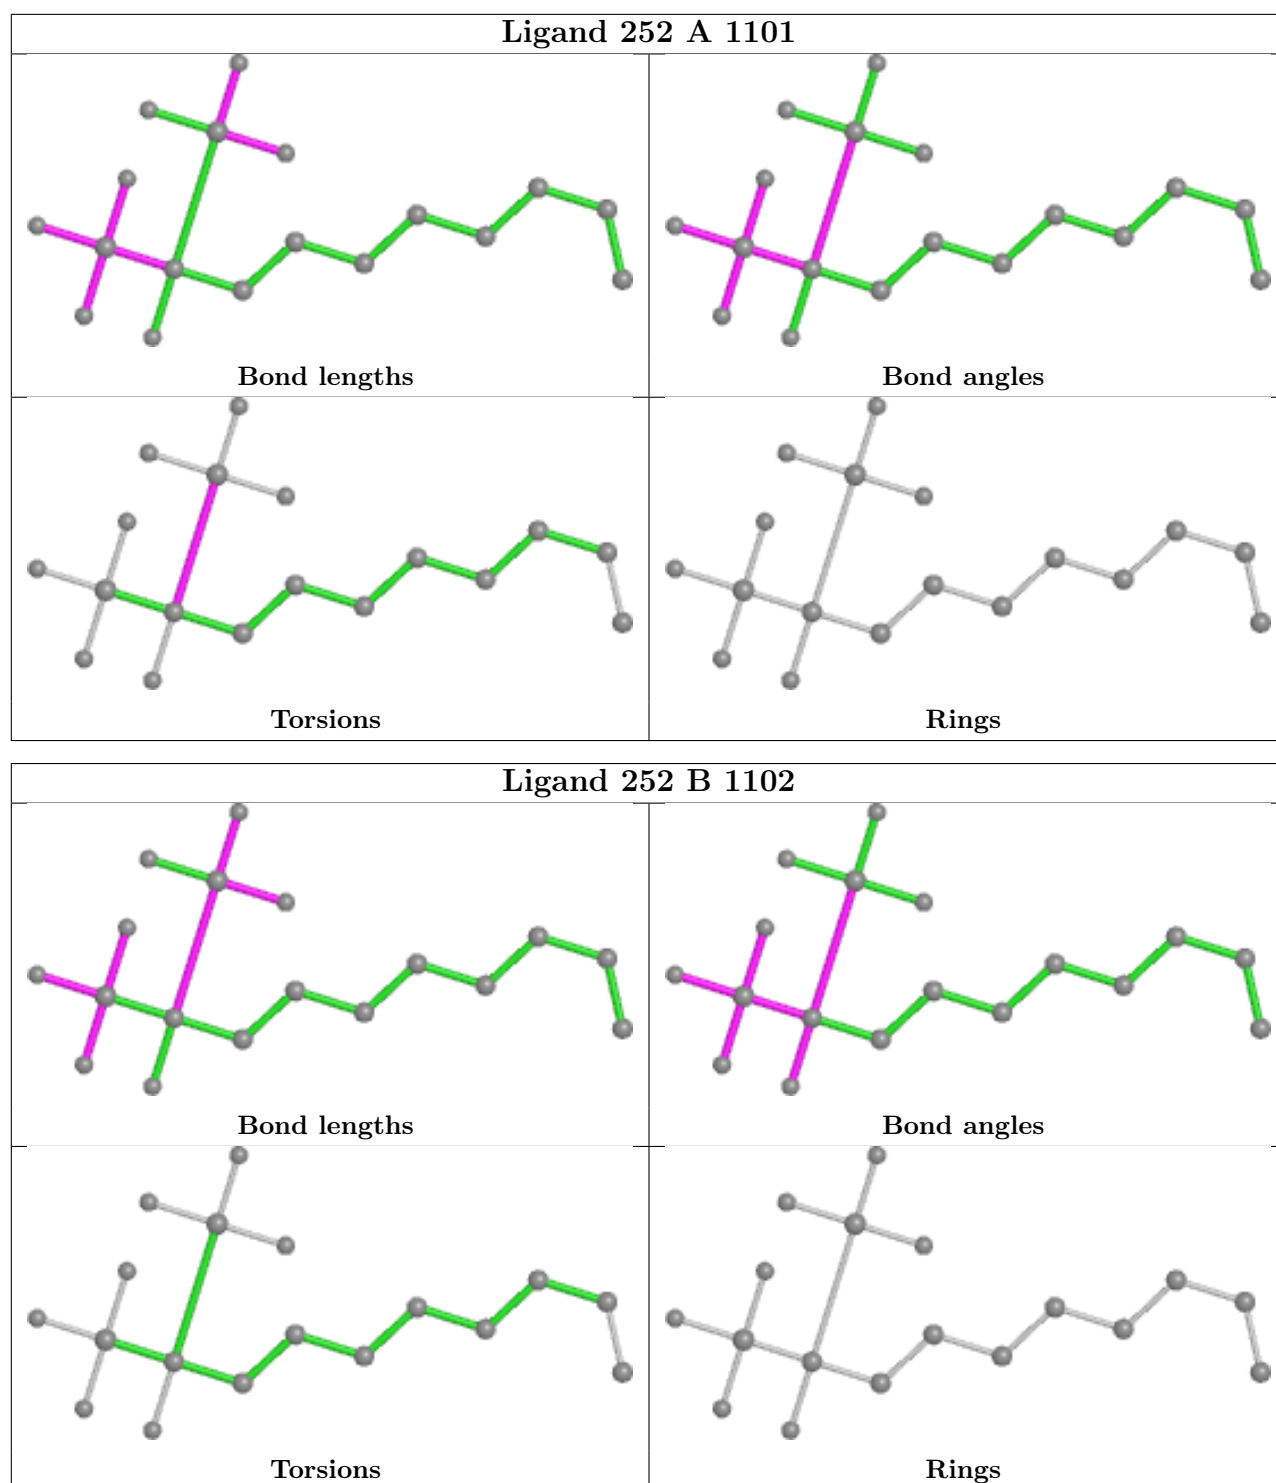 Ligand 252 A 1101
Bond lengths
Bond angles
Torsions
Rings
Ligand 252 B 1102
Bond lengths
Bond angles
Torsions
Rings